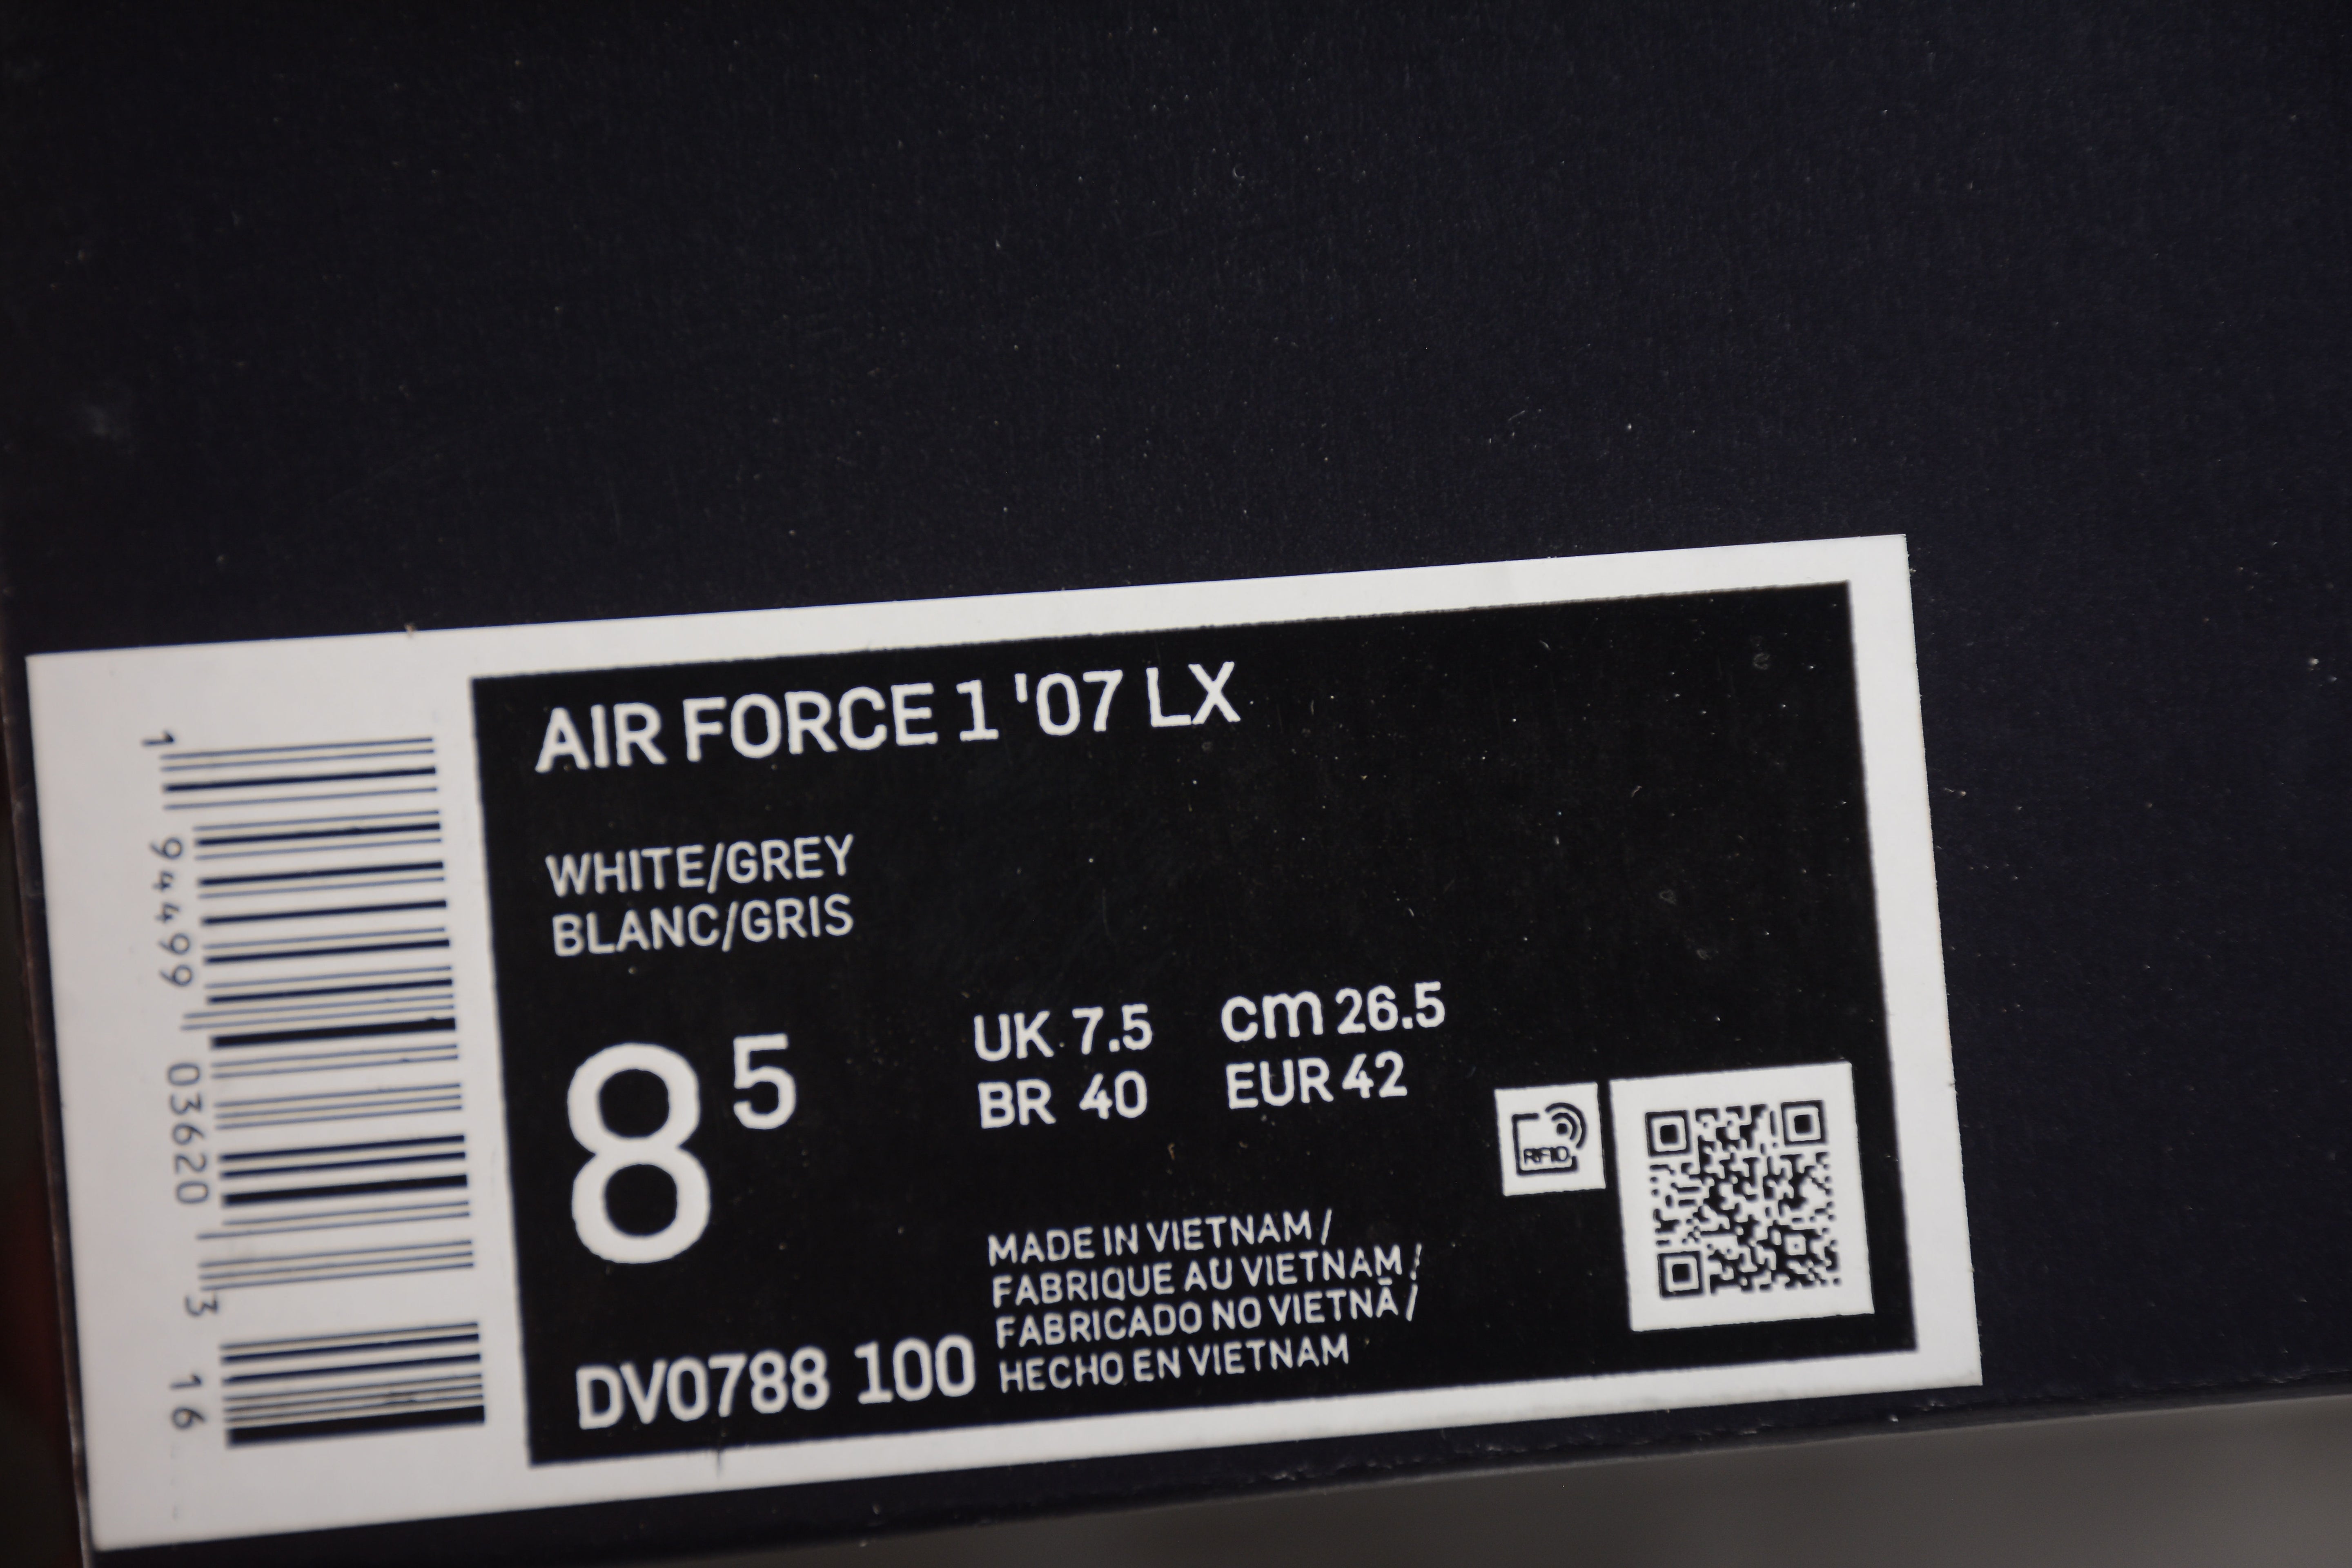 AIR FORCE 1 '07 LX
WHITE/GREY
BLANC/GRIS
8 5
UK 7.5 cm 26.5
BR 40 EUR 42
RFID
MADE IN VIETNAM /
FABRIQUE AU VIETNAM /
FABRICADO NO VIETNÃ /
HECHO EN VIETNAM
DV0788 100
1 94499 03620 3 16